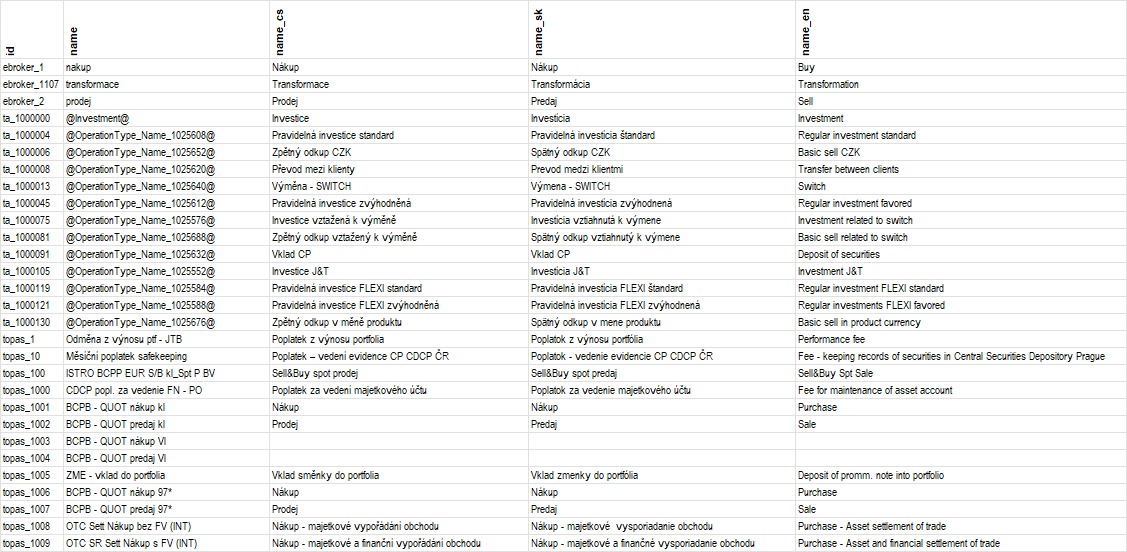 id name name_cs name_sk name_en
ebroker_1 nakup Nákup Nákup Buy
ebroker_1107 transformace Transformace Transformácia Transformation
ebroker_2 prodej Prodej Predaj Sell
ta_1000000 @Investment@ Investice Investícia Investment
ta_1000004 @OperationType_Name_1025608@ Pravidelná investice standard Pravidelná investícia štandard Regular investment standard
ta_1000006 @OperationType_Name_1025652@ Zpětný odkup CZK Spätný odkup CZK Basic sell CZK
ta_1000008 @OperationType_Name_1025620@ Převod mezi klienty Prevod medzi klientmi Transfer between clients
ta_1000013 @OperationType_Name_1025640@ Výměna - SWITCH Výmena - SWITCH Switch
ta_1000045 @OperationType_Name_1025612@ Pravidelná investice zvýhodněná Pravidelná investícia zvýhodnená Regular investment favored
ta_1000075 @OperationType_Name_1025576@ Investice vztažená k výměně Investícia vztiahnutá k výmene Investment related to switch
ta_1000081 @OperationType_Name_1025688@ Zpětný odkup vztažený k výměně Spätný odkup vztiahnutý k výmene Basic sell related to switch
ta_1000091 @OperationType_Name_1025632@ Vklad CP Vklad CP Deposit of securities
ta_1000105 @OperationType_Name_1025552@ Investice J&T Investícia J&T Investment J&T
ta_1000119 @OperationType_Name_1025584@ Pravidelná investice FLEXI standard Pravidelná investícia FLEXI štandard Regular investment FLEXI standard
ta_1000121 @OperationType_Name_1025588@ Pravidelná investice FLEXI zvýhodněná Pravidelná investícia FLEXI zvýhodnená Regular investments FLEXI favored
ta_1000130 @OperationType_Name_1025676@ Zpětný odkup v měně produktu Spätný odkup v mene produktu Basic sell in product currency
topas_1 Odměna z výnosu ptf - JTB Poplatek z výnosu portfolia Poplatok z výnosu portfólia Performance fee
topas_10 Měsíční poplatek safekeeping Poplatek – vedení evidence CP CDCP ČR Poplatok - vedenie evidencie CP CDCP ČR Fee - keeping records of securities in Central Securities Depository Prague
topas_100 ISTRO BCPP EUR S/B kl_Spt P BV Sell&Buy spot prodej Sell&Buy spot predaj Sell&Buy Spt Sale
topas_1000 CDCP popl. za vedenie FN - PO Poplatek za vedení majetkového účtu Poplatok za vedenie majetkového účtu Fee for maintenance of asset account
topas_1001 BCPB - QUOT nákup kl Nákup Nákup Purchase
topas_1002 BCPB - QUOT predaj kl Prodej Predaj Sale
topas_1003 BCPB - QUOT nákup Vl
topas_1004 BCPB - QUOT predaj Vl
topas_1005 ZME - vklad do portfolia Vklad směnky do portfolia Vklad zmenky do portfólia Deposit of promm. note into portfolio
topas_1006 BCPB - QUOT nákup 97* Nákup Nákup Purchase
topas_1007 BCPB - QUOT predaj 97* Prodej Predaj Sale
topas_1008 OTC Sett Nákup bez FV (INT) Nákup - majetkové vypořádání obchodu Nákup - majetkové  vysporiadanie obchodu Purchase - Asset settlement of trade
topas_1009 OTC SR Sett Nákup s FV (INT) Nákup - majetkové a finanční vypořádání obchodu Nákup - majetkové a finančné vysporiadanie obchodu Purchase - Asset and financial settlement of trade